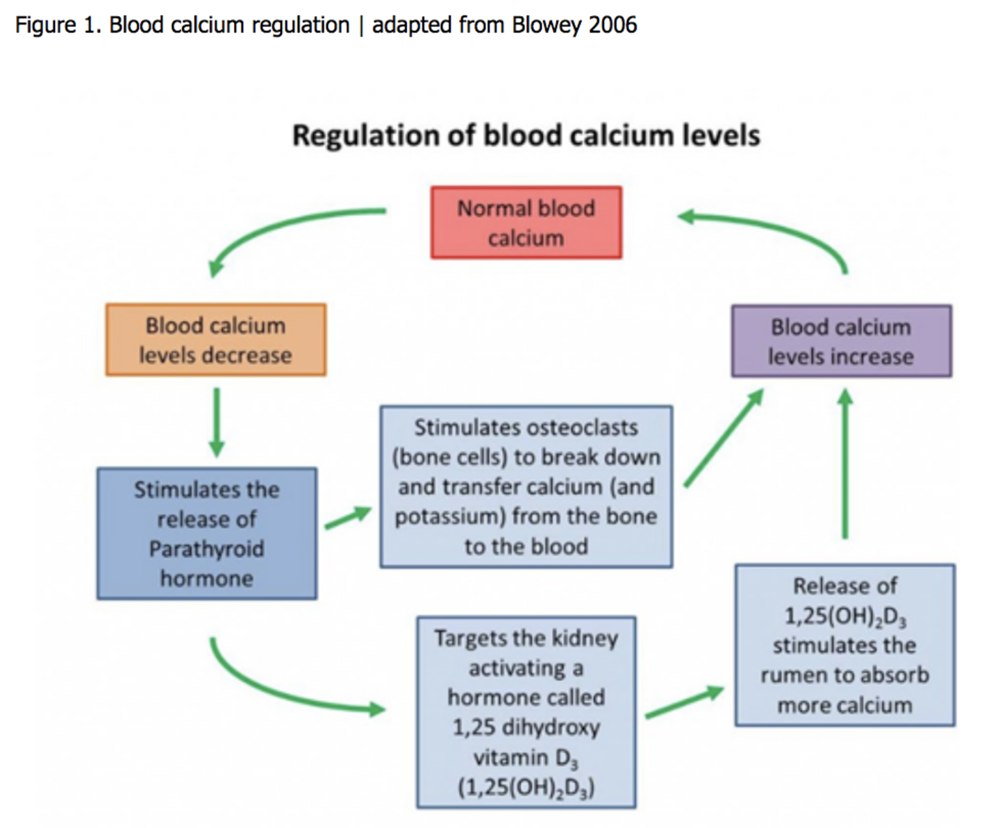 Figure 1. Blood calcium regulation | adapted from Blowey 2006
Regulation of blood calcium levels
Normal blood
calcium
Blood calcium
levels decrease
Blood calcium
levels increase
Stimulates the
release of
Parathyroid
hormone
Stimulates osteoclasts
(bone cells) to break down
and transfer calcium (and
potassium) from the bone
to the blood
Targets the kidney
activating a
hormone called
1,25 dihydroxy
vitamin D₃
(1,25(OH)₂D₃)
Release of
1,25(OH)₂D₃
stimulates the
rumen to absorb
more calcium